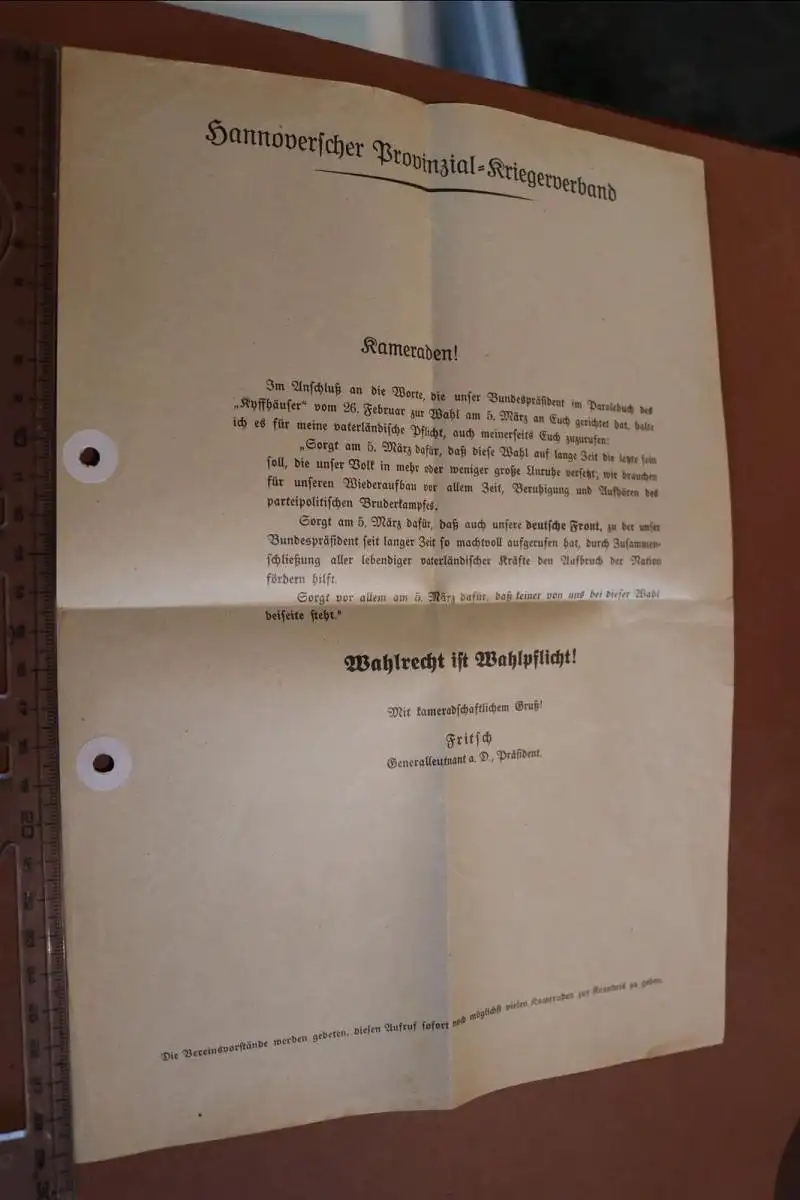 Hannoverscher Provinzial-Kriegerverband
Kameraden!
Im Anschluß an die Worte, die unser Bundespräsident im Parolebuch des
„Kyffhäuser“ vom 26. Februar zur Wahl am 5. März an Euch gerichtet hat, halte
ich es für meine vaterländische Pflicht, auch meinerseits Euch zuzurufen:
„Sorgt am 5. März dafür, daß diese Wahl auf lange Zeit die letzte sein
soll, die unser Volk in mehr oder weniger große Unruhe versetzt; wir brauchen
für unseren Wiederaufbau vor allem Zeit, Beruhigung und Aufhören des
parteipolitischen Bruderkampfes.
Sorgt am 5. März dafür, daß auch unsere deutsche Front, zu der unser
Bundespräsident seit langer Zeit so machtvoll aufgerufen hat, durch Zusammen-
schließung aller lebendiger vaterländischer Kräfte den Aufbruch der Nation
fördern hilft.
Sorgt vor allem am 5. März dafür, daß keiner von uns bei dieser Wahl
beiseite steht.“
Wahlrecht ist Wahlpflicht!
Mit kameradschaftlichem Gruß!
Fritsch
Generalleutnant a. D., Präsident.
Die Vereinsvorstände werden gebeten, diesen Aufruf sofort und möglichst vielen Kameraden zur Kenntnis zu geben.